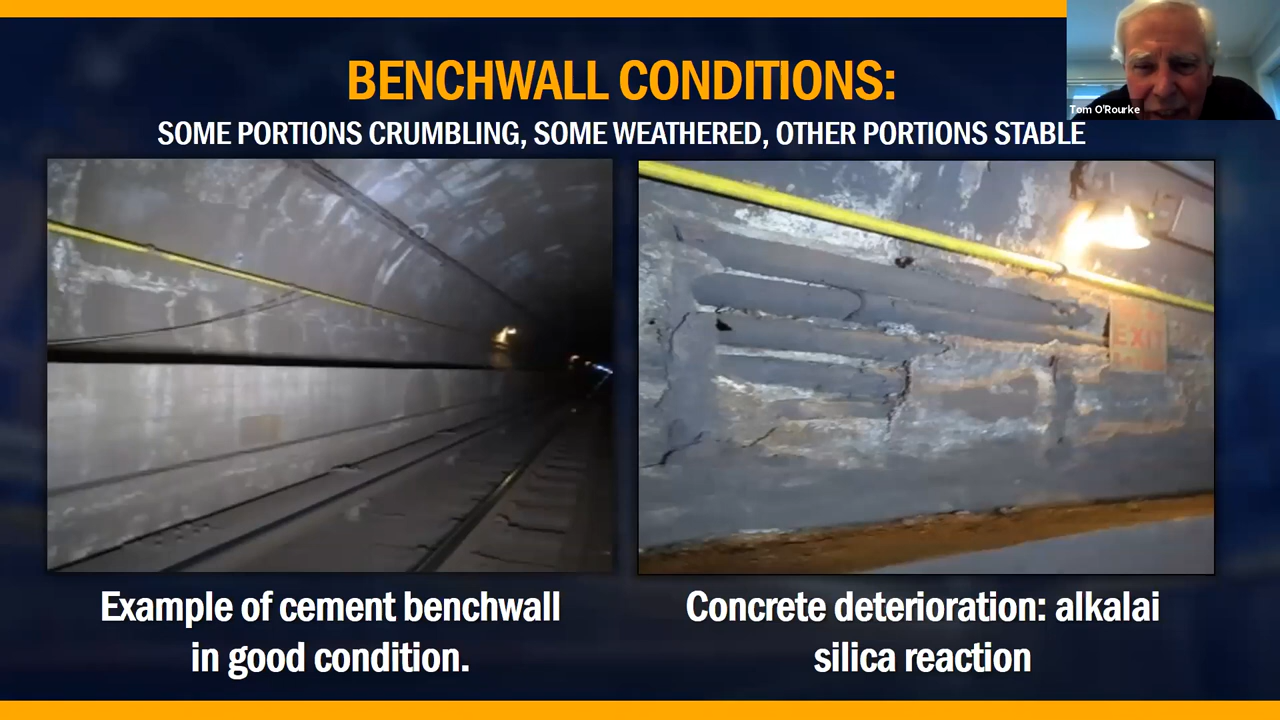 BENCHWALL CONDITIONS:
Tom O'Rourke
SOME PORTIONS CRUMBLING, SOME WEATHERED, OTHER PORTIONS STABLE
EXIT
Example of cement benchwall
in good condition.
Concrete deterioration: alkalai
silica reaction